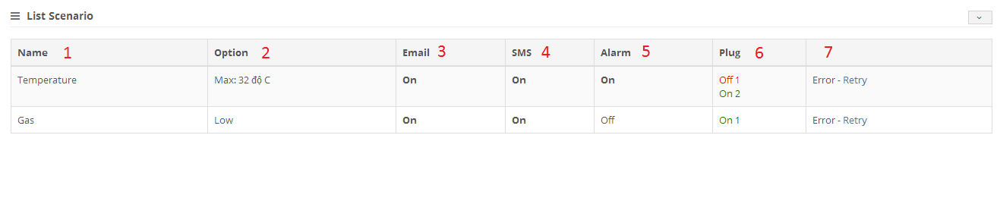 List Scenario
Name 1 Option 2 Email 3 SMS 4 Alarm 5 Plug 6 7
Temperature Max: 32 độ C On On On Off 1 Error - Retry
On 2
Gas Low On On Off On 1 Error - Retry